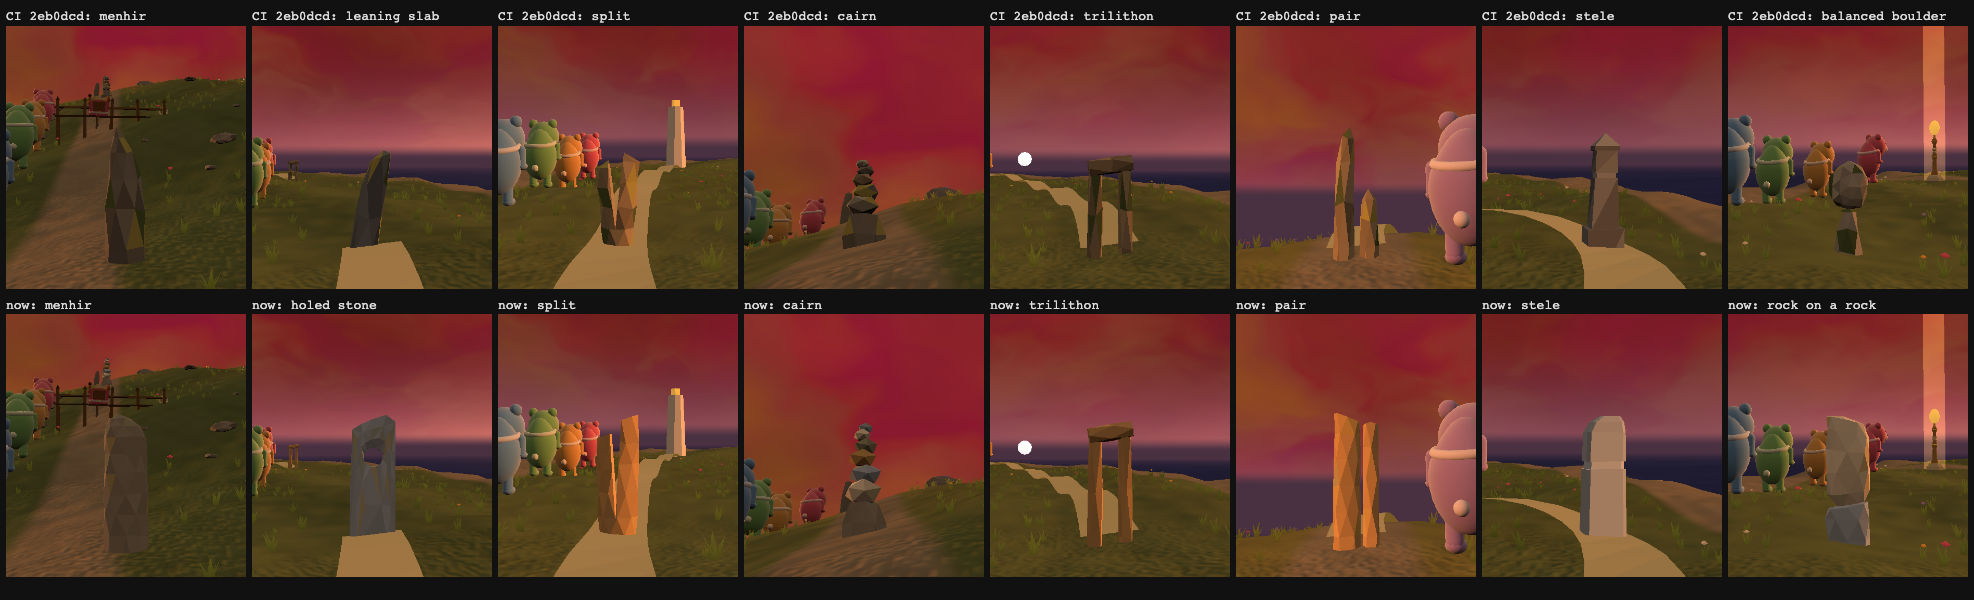 CI 2eb0dcd: menhir
CI 2eb0dcd: leaning slab
CI 2eb0dcd: split
CI 2eb0dcd: cairn
CI 2eb0dcd: trilithon
CI 2eb0dcd: pair
CI 2eb0dcd: stele
CI 2eb0dcd: balanced boulder
now: menhir
now: holed stone
now: split
now: cairn
now: trilithon
now: pair
now: stele
now: rock on a rock